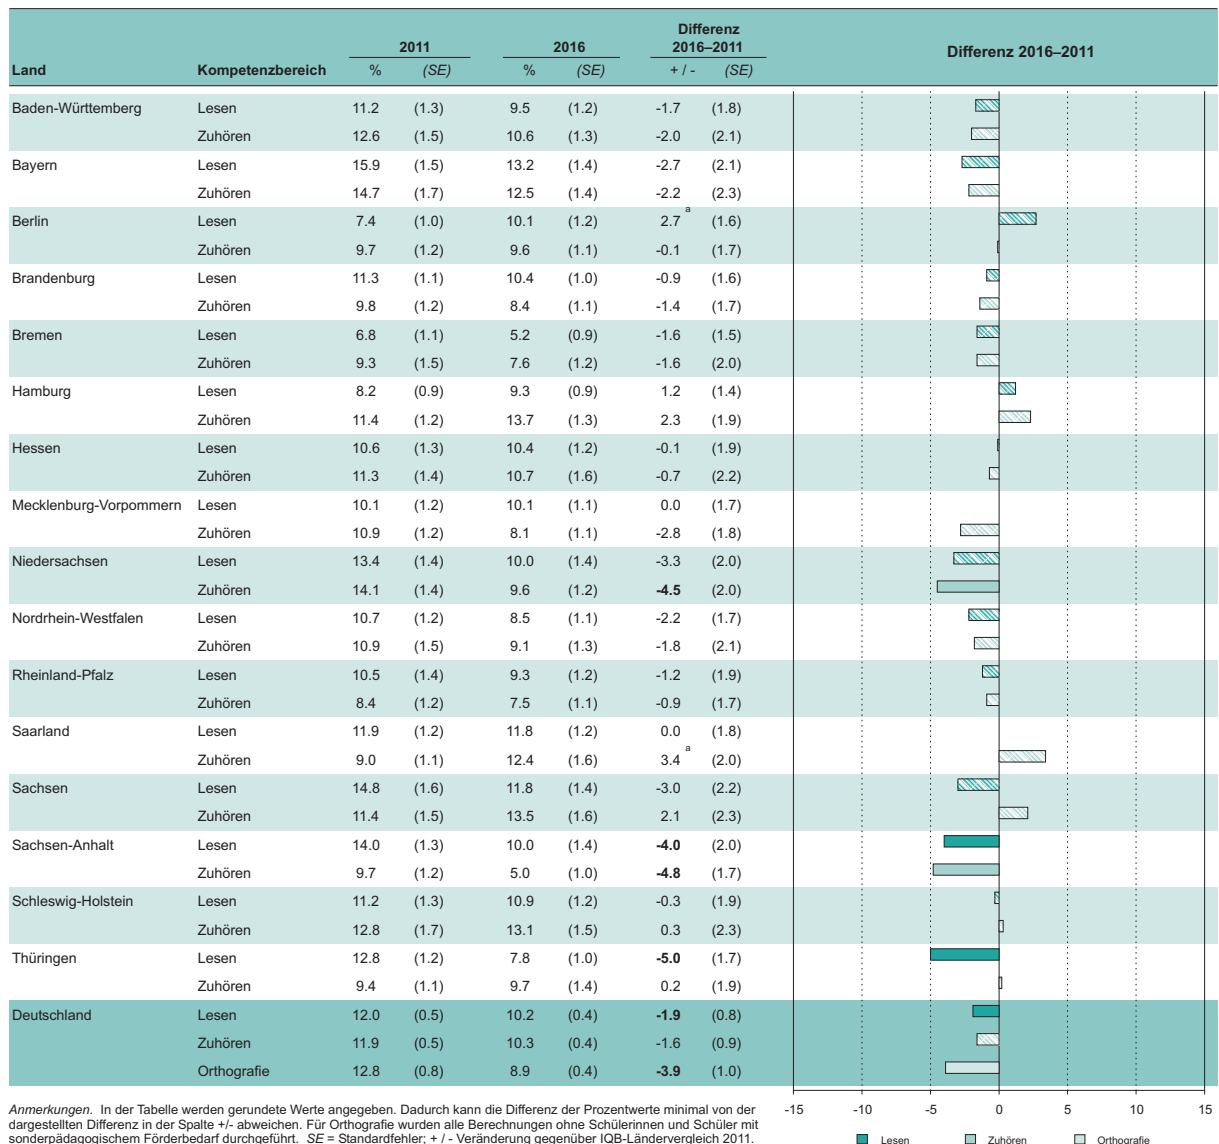 Differenz
2011 2016 2016–2011 Differenz 2016–2011
Land Kompetenzbereich % (SE) % (SE) + / - (SE)
Baden-Württemberg Lesen 11.2 (1.3) 9.5 (1.2) -1.7 (1.8)
Zuhören 12.6 (1.5) 10.6 (1.3) -2.0 (2.1)
Bayern Lesen 15.9 (1.5) 13.2 (1.4) -2.7 (2.1)
Zuhören 14.7 (1.7) 12.5 (1.4) -2.2 (2.3)
Berlin Lesen 7.4 (1.0) 10.1 (1.2) 2.7 a (1.6)
Zuhören 9.7 (1.2) 9.6 (1.1) -0.1 (1.7)
Brandenburg Lesen 11.3 (1.1) 10.4 (1.0) -0.9 (1.6)
Zuhören 9.8 (1.2) 8.4 (1.1) -1.4 (1.7)
Bremen Lesen 6.8 (1.1) 5.2 (0.9) -1.6 (1.5)
Zuhören 9.3 (1.5) 7.6 (1.2) -1.6 (2.0)
Hamburg Lesen 8.2 (0.9) 9.3 (0.9) 1.2 (1.4)
Zuhören 11.4 (1.2) 13.7 (1.3) 2.3 (1.9)
Hessen Lesen 10.6 (1.3) 10.4 (1.2) -0.1 (1.9)
Zuhören 11.3 (1.4) 10.7 (1.6) -0.7 (2.2)
Mecklenburg-Vorpommern Lesen 10.1 (1.2) 10.1 (1.1) 0.0 (1.7)
Zuhören 10.9 (1.2) 8.1 (1.1) -2.8 (1.8)
Niedersachsen Lesen 13.4 (1.4) 10.0 (1.4) -3.3 (2.0)
Zuhören 14.1 (1.4) 9.6 (1.2) -4.5 (2.0)
Nordrhein-Westfalen Lesen 10.7 (1.2) 8.5 (1.1) -2.2 (1.7)
Zuhören 10.9 (1.5) 9.1 (1.3) -1.8 (2.1)
Rheinland-Pfalz Lesen 10.5 (1.4) 9.3 (1.2) -1.2 (1.9)
Zuhören 8.4 (1.2) 7.5 (1.1) -0.9 (1.7)
Saarland Lesen 11.9 (1.2) 11.8 (1.2) 0.0 (1.8)
Zuhören 9.0 (1.1) 12.4 (1.6) 3.4 a (2.0)
Sachsen Lesen 14.8 (1.6) 11.8 (1.4) -3.0 (2.2)
Zuhören 11.4 (1.5) 13.5 (1.6) 2.1 (2.3)
Sachsen-Anhalt Lesen 14.0 (1.3) 10.0 (1.4) -4.0 (2.0)
Zuhören 9.7 (1.2) 5.0 (1.0) -4.8 (1.7)
Schleswig-Holstein Lesen 11.2 (1.3) 10.9 (1.2) -0.3 (1.9)
Zuhören 12.8 (1.7) 13.1 (1.5) 0.3 (2.3)
Thüringen Lesen 12.8 (1.2) 7.8 (1.0) -5.0 (1.7)
Zuhören 9.4 (1.1) 9.7 (1.4) 0.2 (1.9)
Deutschland Lesen 12.0 (0.5) 10.2 (0.4) -1.9 (0.8)
Zuhören 11.9 (0.5) 10.3 (0.4) -1.6 (0.9)
Orthografie 12.8 (0.8) 8.9 (0.4) -3.9 (1.0)
-15 -10 -5 0 5 10 15
Anmerkungen. In der Tabelle werden gerundete Werte angegeben. Dadurch kann die Differenz der Prozentwerte minimal von der
dargestellten Differenz in der Spalte +/- abweichen. Für Orthografie wurden alle Berechnungen ohne Schülerinnen und Schüler mit
sonderpädagogischem Förderbedarf durchgeführt. SE = Standardfehler; + / - Veränderung gegenüber IQB-Ländervergleich 2011.
Lesen Zuhören Orthografie